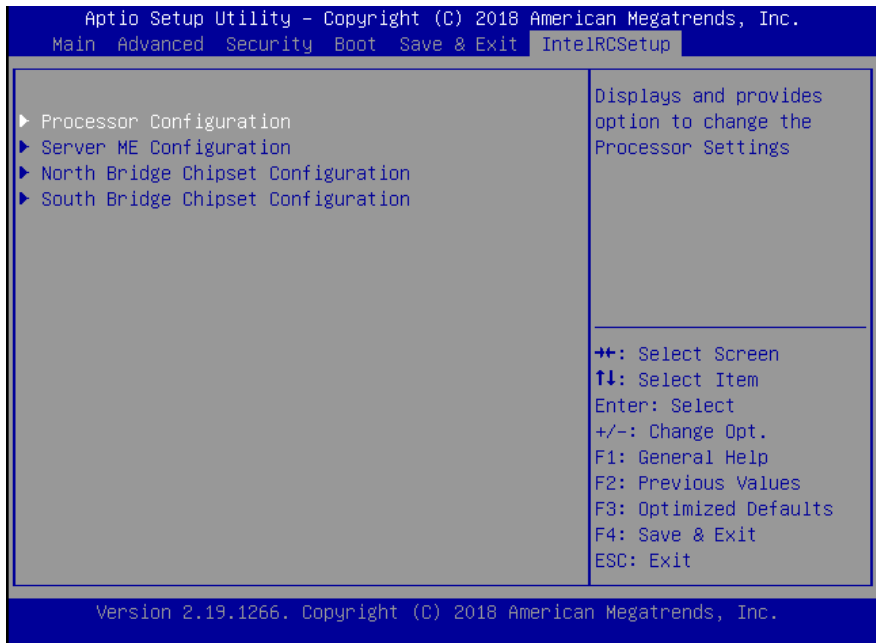 Aptio Setup Utility – Copyright (C) 2018 American Megatrends, Inc.
Main Advanced Security Boot Save & Exit IntelRCSetup
▶ Processor Configuration
▶ Server ME Configuration
▶ North Bridge Chipset Configuration
▶ South Bridge Chipset Configuration
Displays and provides
option to change the
Processor Settings
→←: Select Screen
↑↓: Select Item
Enter: Select
+/-: Change Opt.
F1: General Help
F2: Previous Values
F3: Optimized Defaults
F4: Save & Exit
ESC: Exit
Version 2.19.1266. Copyright (C) 2018 American Megatrends, Inc.